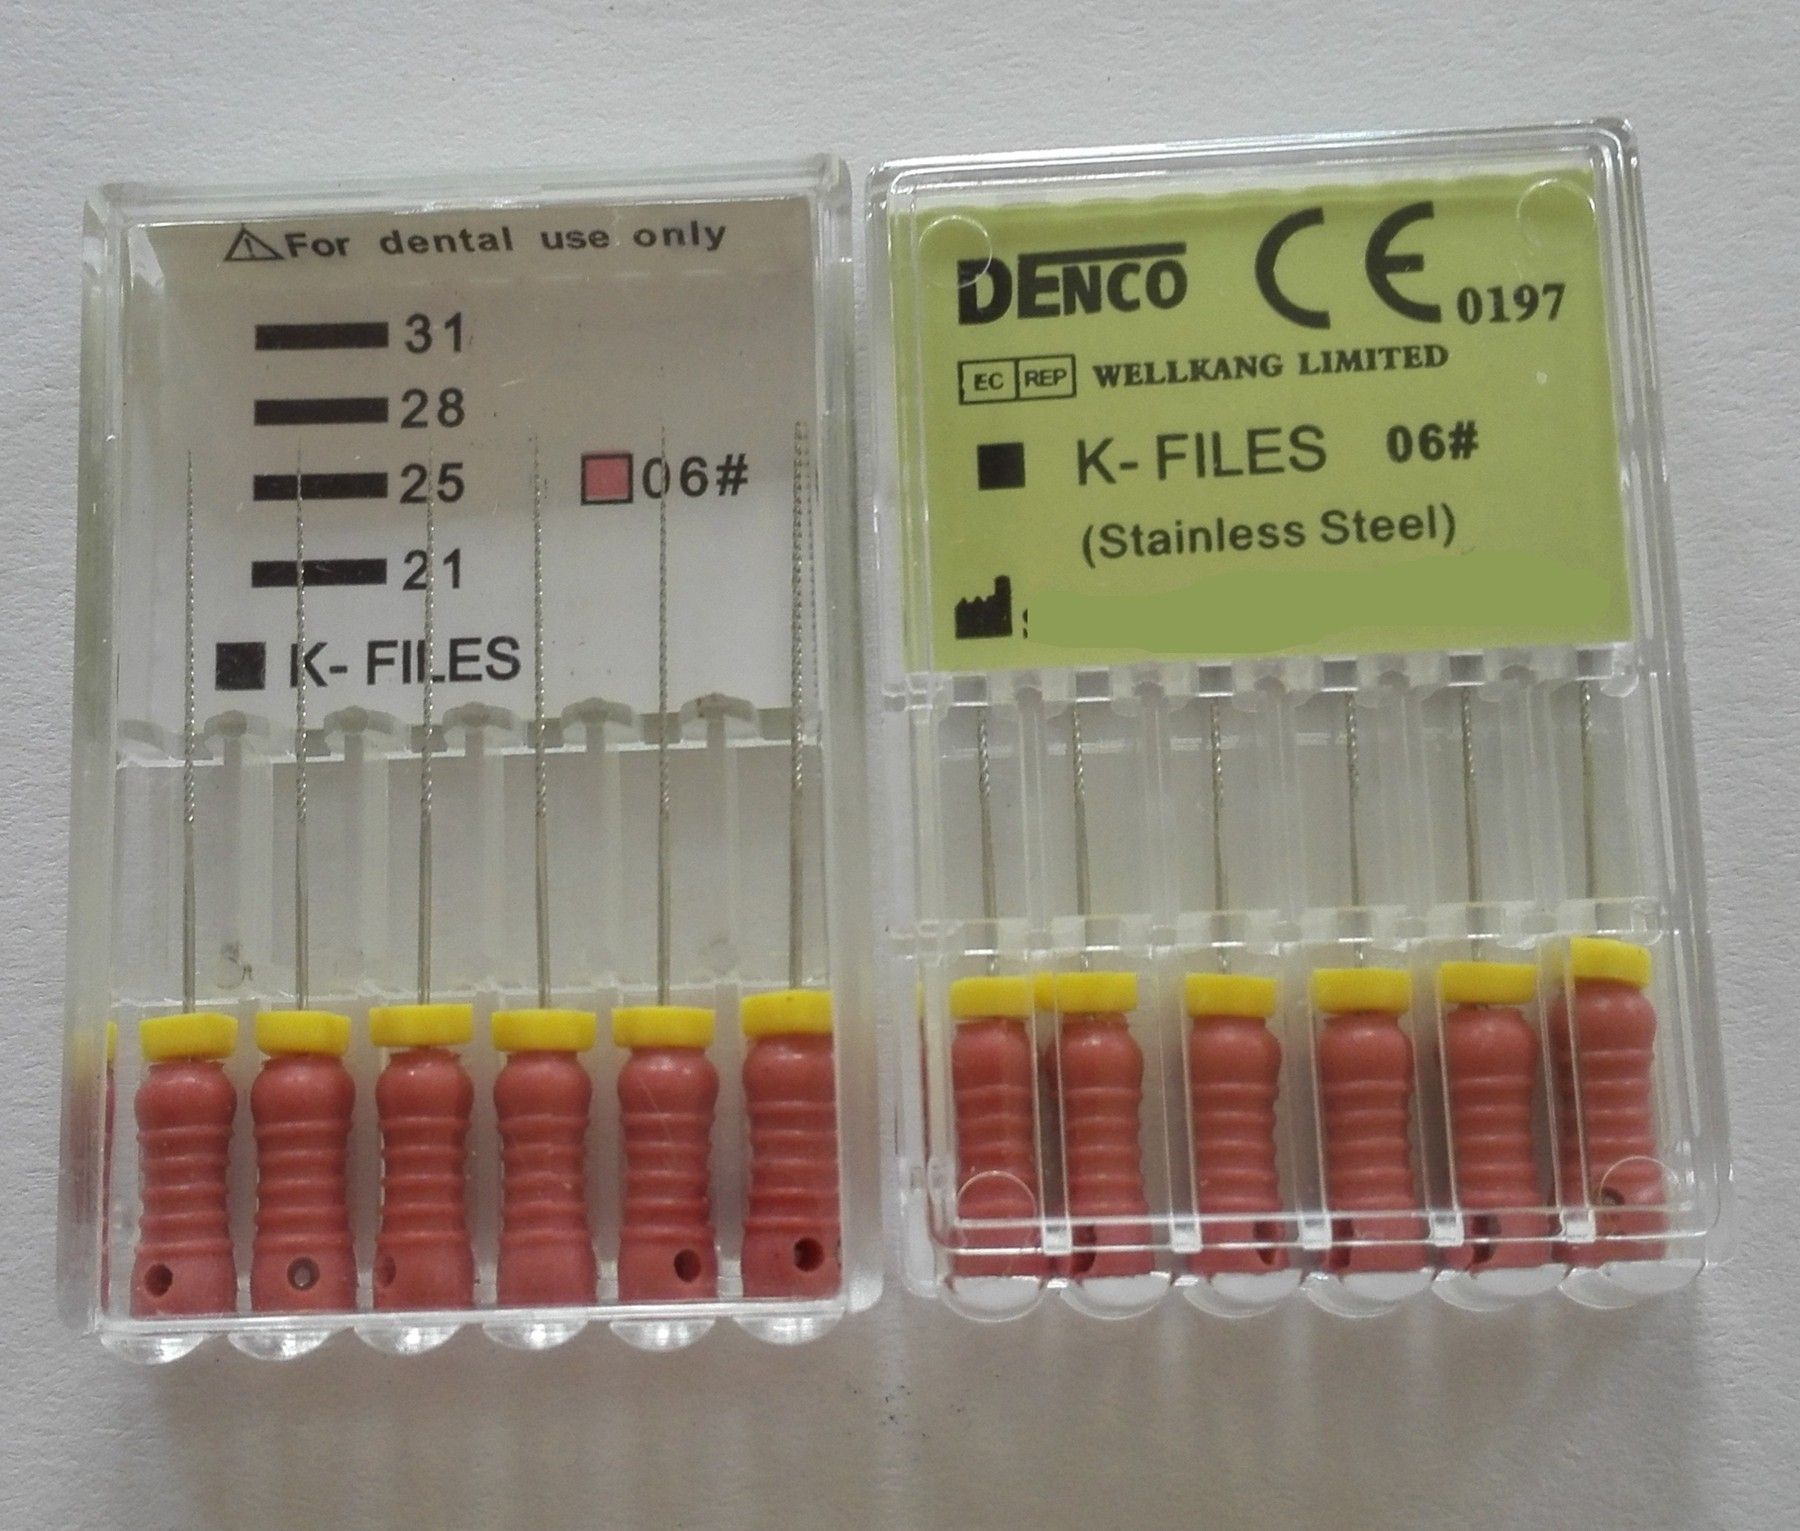 For dental use only
31
28
25
06#
21
K- FILES
DENCO CE 0197
EC REP WELLKANG LIMITED
K- FILES 06#
(Stainless Steel)